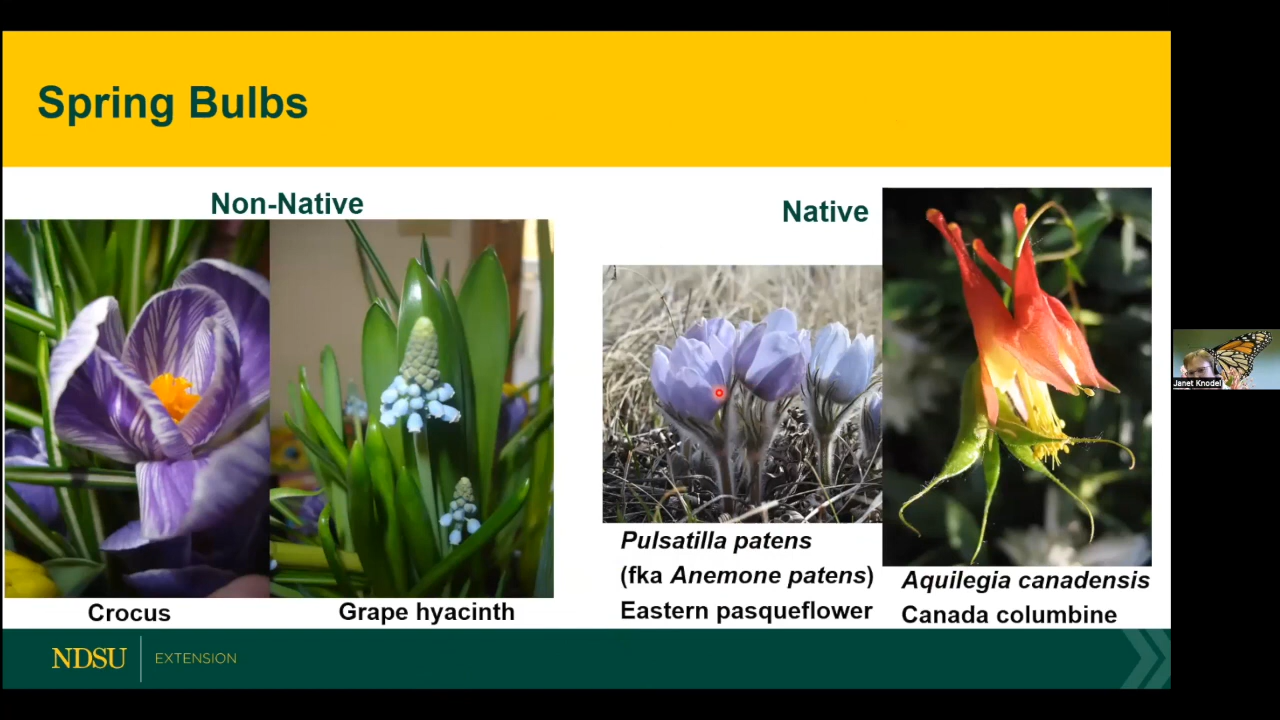 Spring Bulbs
Non-Native
Native
Crocus
Grape hyacinth
Pulsatilla patens
(fka Anemone patens)
Eastern pasqueflower
Aquilegia canadensis
Canada columbine
NDSU EXTENSION
Janet Knodel